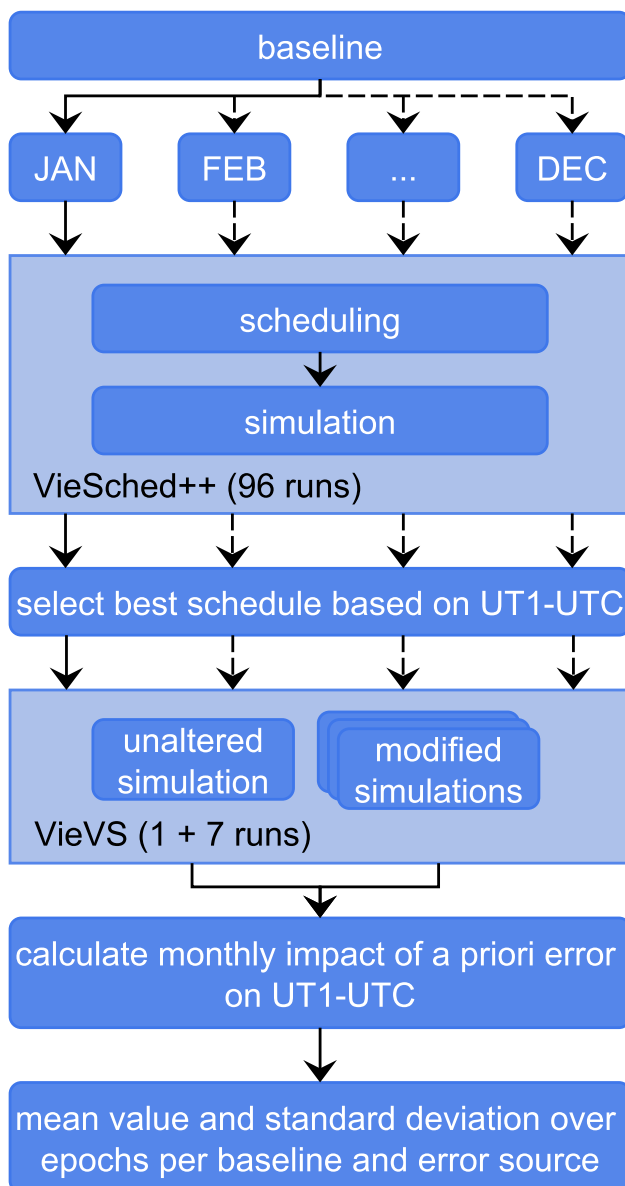 baseline
JAN FEB ... DEC
scheduling
simulation
VieSched++ (96 runs)
select best schedule based on UT1-UTC
unaltered
simulation
modified
simulations
VieVS (1 + 7 runs)
calculate monthly impact of a priori error
on UT1-UTC
mean value and standard deviation over
epochs per baseline and error source